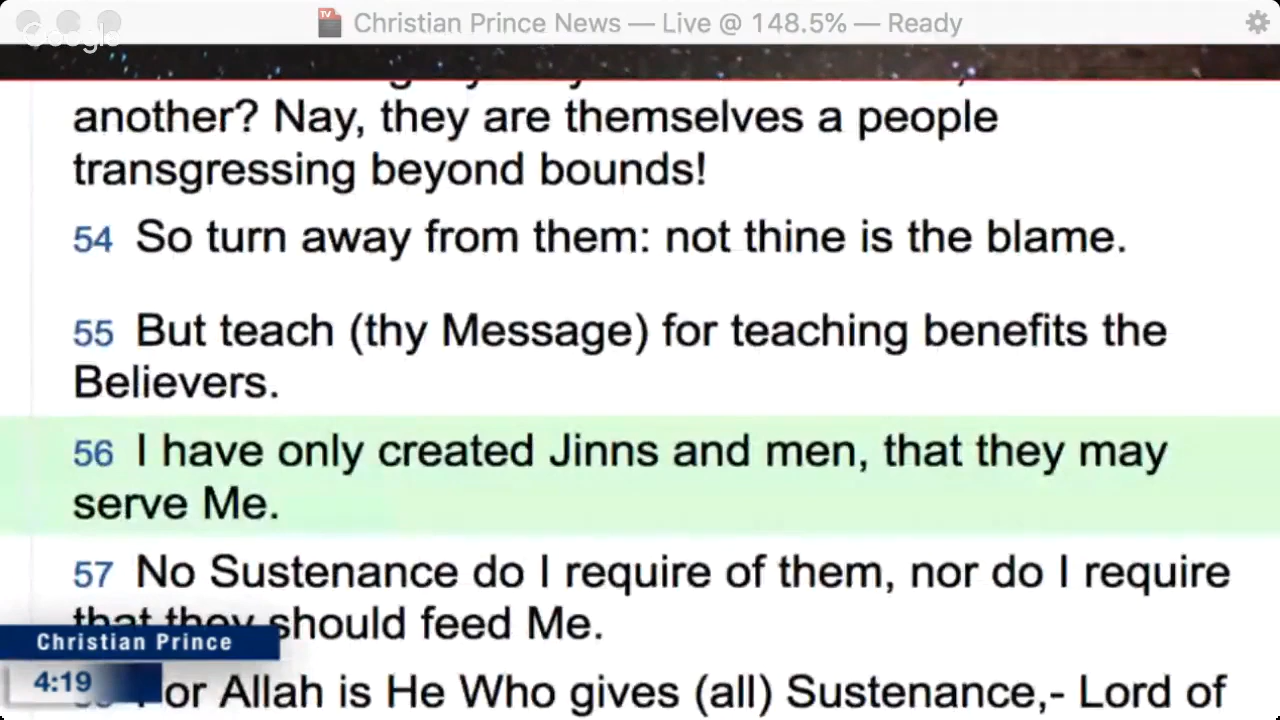 Christian Prince News — Live @ 148.5% — Ready
Google
another? Nay, they are themselves a people
transgressing beyond bounds!
54 So turn away from them: not thine is the blame.
55 But teach (thy Message) for teaching benefits the
Believers.
56 I have only created Jinns and men, that they may
serve Me.
57 No Sustenance do I require of them, nor do I require
that they should feed Me.
Christian Prince
4:19
or Allah is He Who gives (all) Sustenance,- Lord of